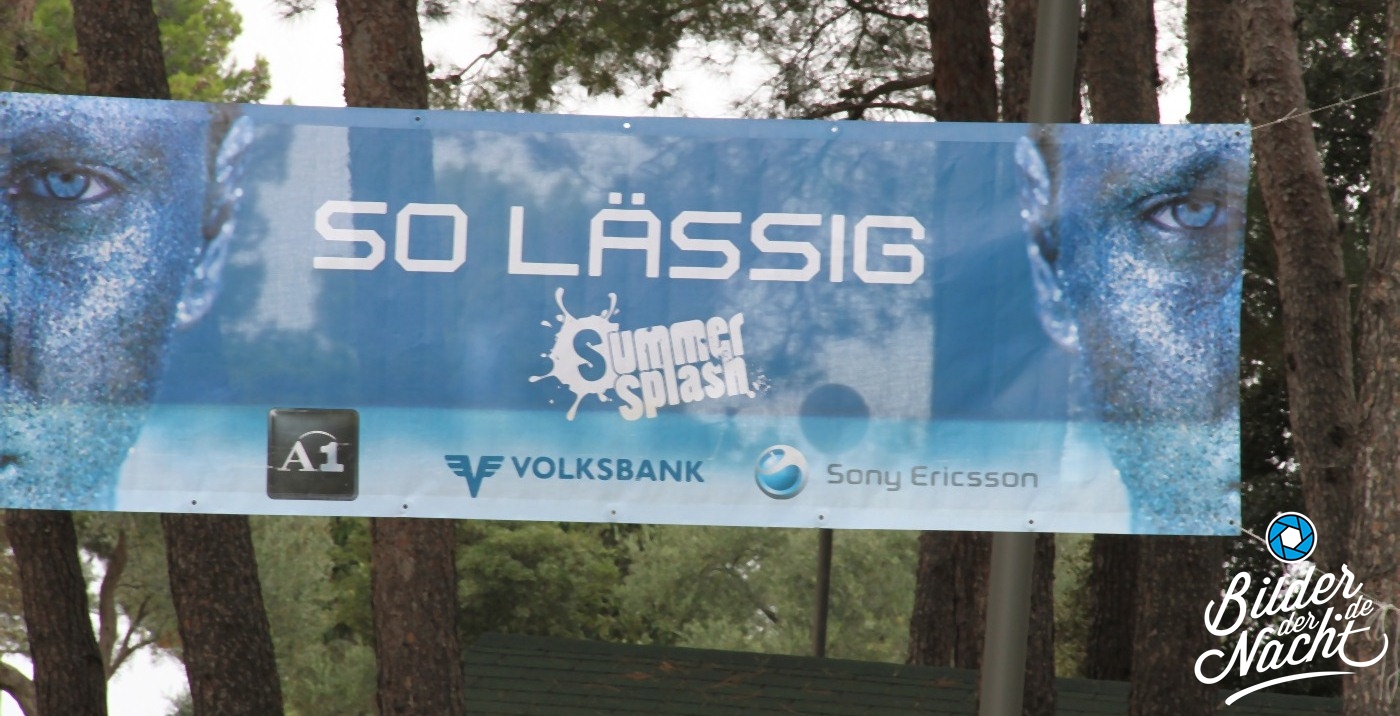 SO LÄSSIG
Summer
Splash
A1
VOLKSBANK
Sony Ericsson
Bilder
der
de
Nacht